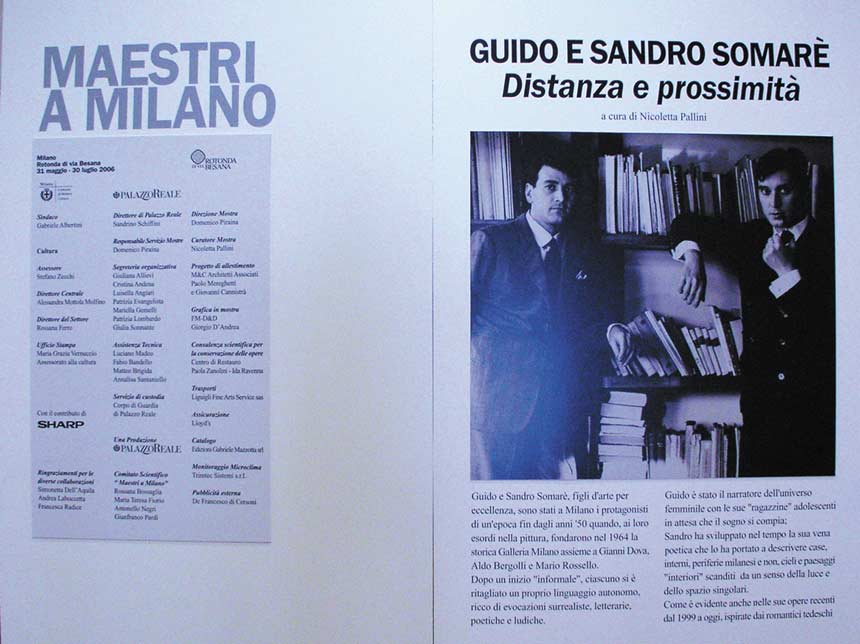 MAESTRI
A MILANO
Milano
Rotonda di via Besana
31 maggio - 30 luglio 2006
ROTONDA
DI VIA BESANA
Milano
PALAZZOREALE
Sindaco
Gabriele Albertini
Cultura
Assessore
Stefano Zecchi
Direttore Centrale
Alessandra Mottola Molfino
Direttore del Settore
Rossana Ferro
Ufficio Stampa
Maria Grazia Vernuccio
Assessorato alla cultura
Con il contributo di
SHARP
Ringraziamenti per le
diverse collaborazioni
Simonetta Dell'Aquila
Andrea Labuccetta
Francesca Radice
Direttore di Palazzo Reale
Sandrino Schiffini
Responsabile Servizio Mostre
Domenico Piraina
Segreteria organizzativa
Giuliana Allievi
Cristina Andena
Luisella Angiari
Patrizia Evangelista
Mariella Gemelli
Patrizia Lombardo
Giulia Sonnante
Assistenza Tecnica
Luciano Madeo
Fabio Bandello
Matteo Brigida
Annalisa Santaniello
Servizio di custodia
Corpo di Guardia
di Palazzo Reale
Una Produzione
PALAZZOREALE
Comitato Scientifico
"Maestri a Milano"
Rossana Bossaglia
Maria Teresa Fiorio
Antonello Negri
Gianfranco Pardi
Direzione Mostra
Domenico Piraina
Curatore Mostra
Nicoletta Pallini
Progetto di allestimento
M&C Architetti Associati
Paolo Mereghetti
e Giovanni Cannistrà
Grafica in mostra
FM-D&D
Giorgio D'Andrea
Consulenza scientifica per
la conservazione delle opere
Centro di Restauro
Paola Zanolini - Ida Ravenna
Trasporti
Liguigli Fine Arts Service sas
Assicurazione
Lloyd's
Catalogo
Edizioni Gabriele Mazzotta srl
Monitoraggio Microclima
Trinitec Sistemi s.r.l.
Pubblicità esterna
De Francesco di Cersoni
GUIDO E SANDRO SOMARÈ
Distanza e prossimità
a cura di Nicoletta Pallini
Guido e Sandro Somarè, figli d'arte per
eccellenza, sono stati a Milano i protagonisti
di un'epoca fin dagli anni '50 quando, ai loro
esordi nella pittura, fondarono nel 1964 la
storica Galleria Milano assieme a Gianni Dova,
Aldo Bergolli e Mario Rossello.
Dopo un inizio "informale", ciascuno si è
ritagliato un proprio linguaggio autonomo,
ricco di evocazioni surrealiste, letterarie,
poetiche e ludiche.
Guido è stato il narratore dell'universo
femminile con le sue "ragazzine" adolescenti
in attesa che il sogno si compia;
Sandro ha sviluppato nel tempo la sua vena
poetica che lo ha portato a descrivere case,
interni, periferie milanesi e non, cieli e paesaggi
"interiori" scanditi da un senso della luce e
dello spazio singolari.
Come è evidente anche nelle sue opere recenti
dal 1999 a oggi, ispirate dai romantici tedeschi